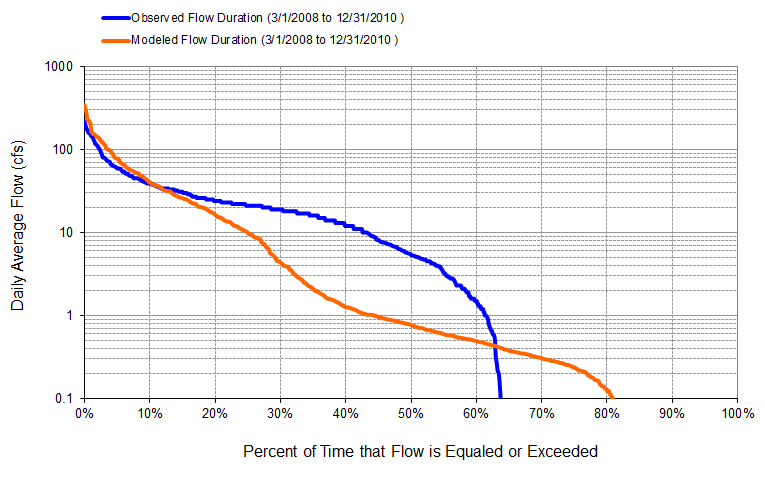 Observed Flow Duration (3/1/2008 to 12/31/2010 )
Modeled Flow Duration (3/1/2008 to 12/31/2010 )
1000
100
10
1
0.1
Daily Average Flow (cfs)
0% 10% 20% 30% 40% 50% 60% 70% 80% 90% 100%
Percent of Time that Flow is Equaled or Exceeded